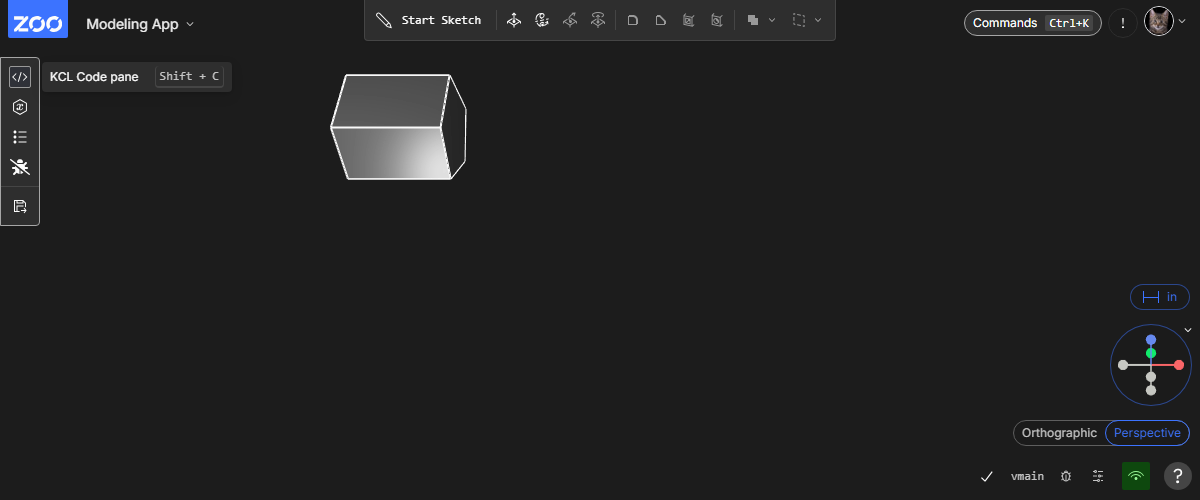 ZOO
Modeling App
Start Sketch
Commands Ctrl+K
!
</>
KCL Code pane Shift + C
in
Orthographic Perspective
vmain
?